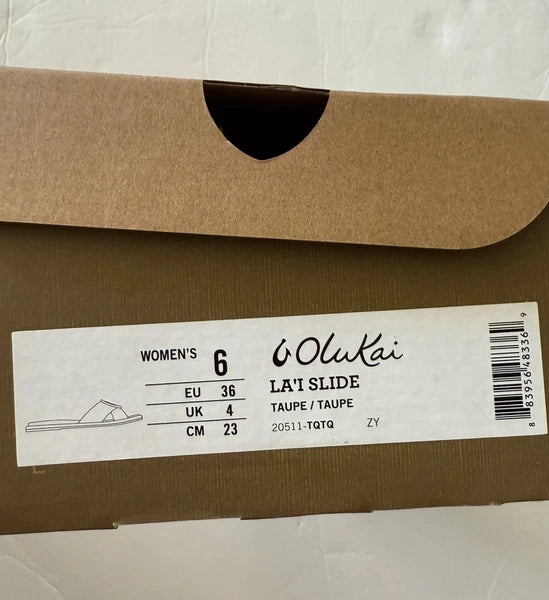 WOMEN'S 6
EU 36
UK 4
CM 23
OluKai
LA'I SLIDE
TAUPE / TAUPE
20511-TQTQ ZY
8 83956 48336 9